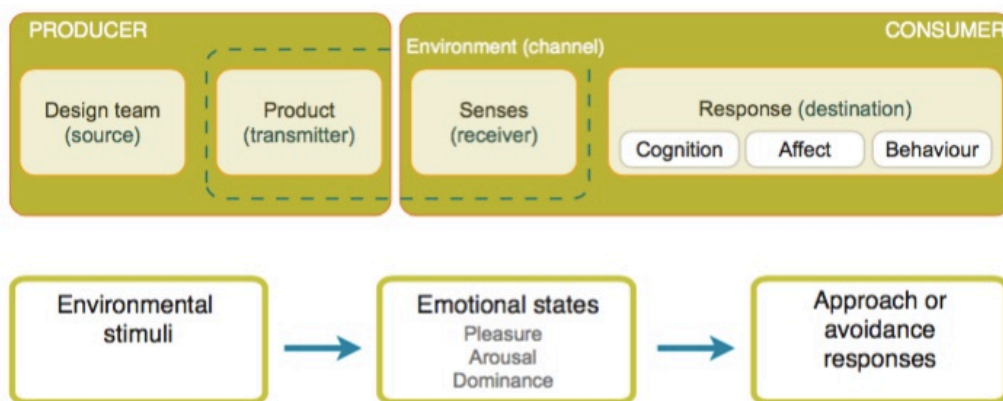 PRODUCER
CONSUMER
Environment (channel)
Design team
(source)
Product
(transmitter)
Senses
(receiver)
Response (destination)
Cognition
Affect
Behaviour
Environmental
stimuli
Emotional states
Pleasure
Arousal
Dominance
Approach or
avoidance
responses